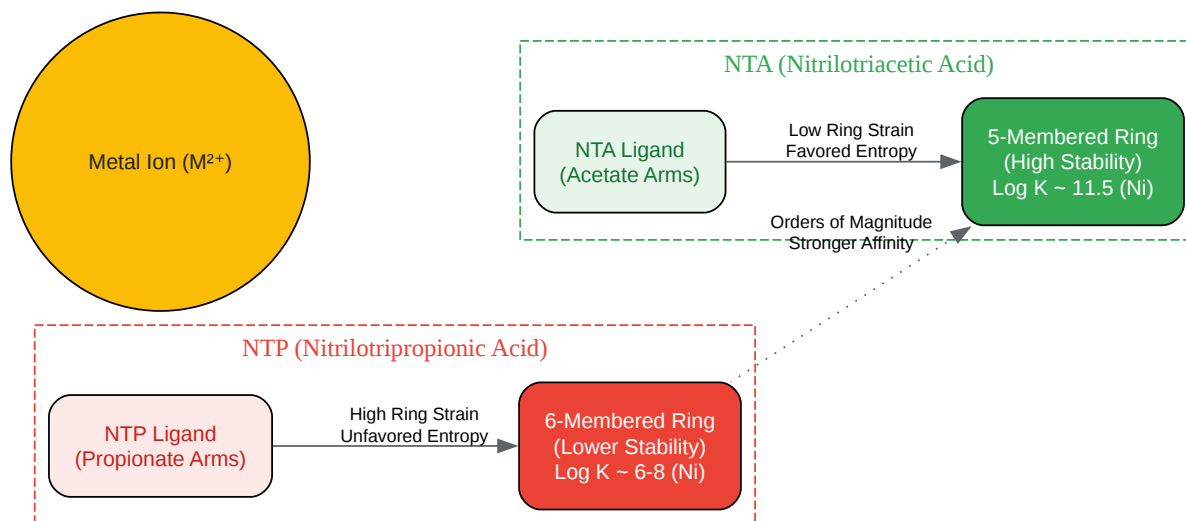 Metal Ion (M²⁺)
NTA (Nitrilotriacetic Acid)
NTA Ligand
(Acetate Arms)
Low Ring Strain
Favored Entropy
5-Membered Ring
(High Stability)
Log K ~ 11.5 (Ni)
Orders of Magnitude
Stronger Affinity
NTP (Nitrilotripropionic Acid)
NTP Ligand
(Propionate Arms)
High Ring Strain
Unfavored Entropy
6-Membered Ring
(Lower Stability)
Log K ~ 6-8 (Ni)